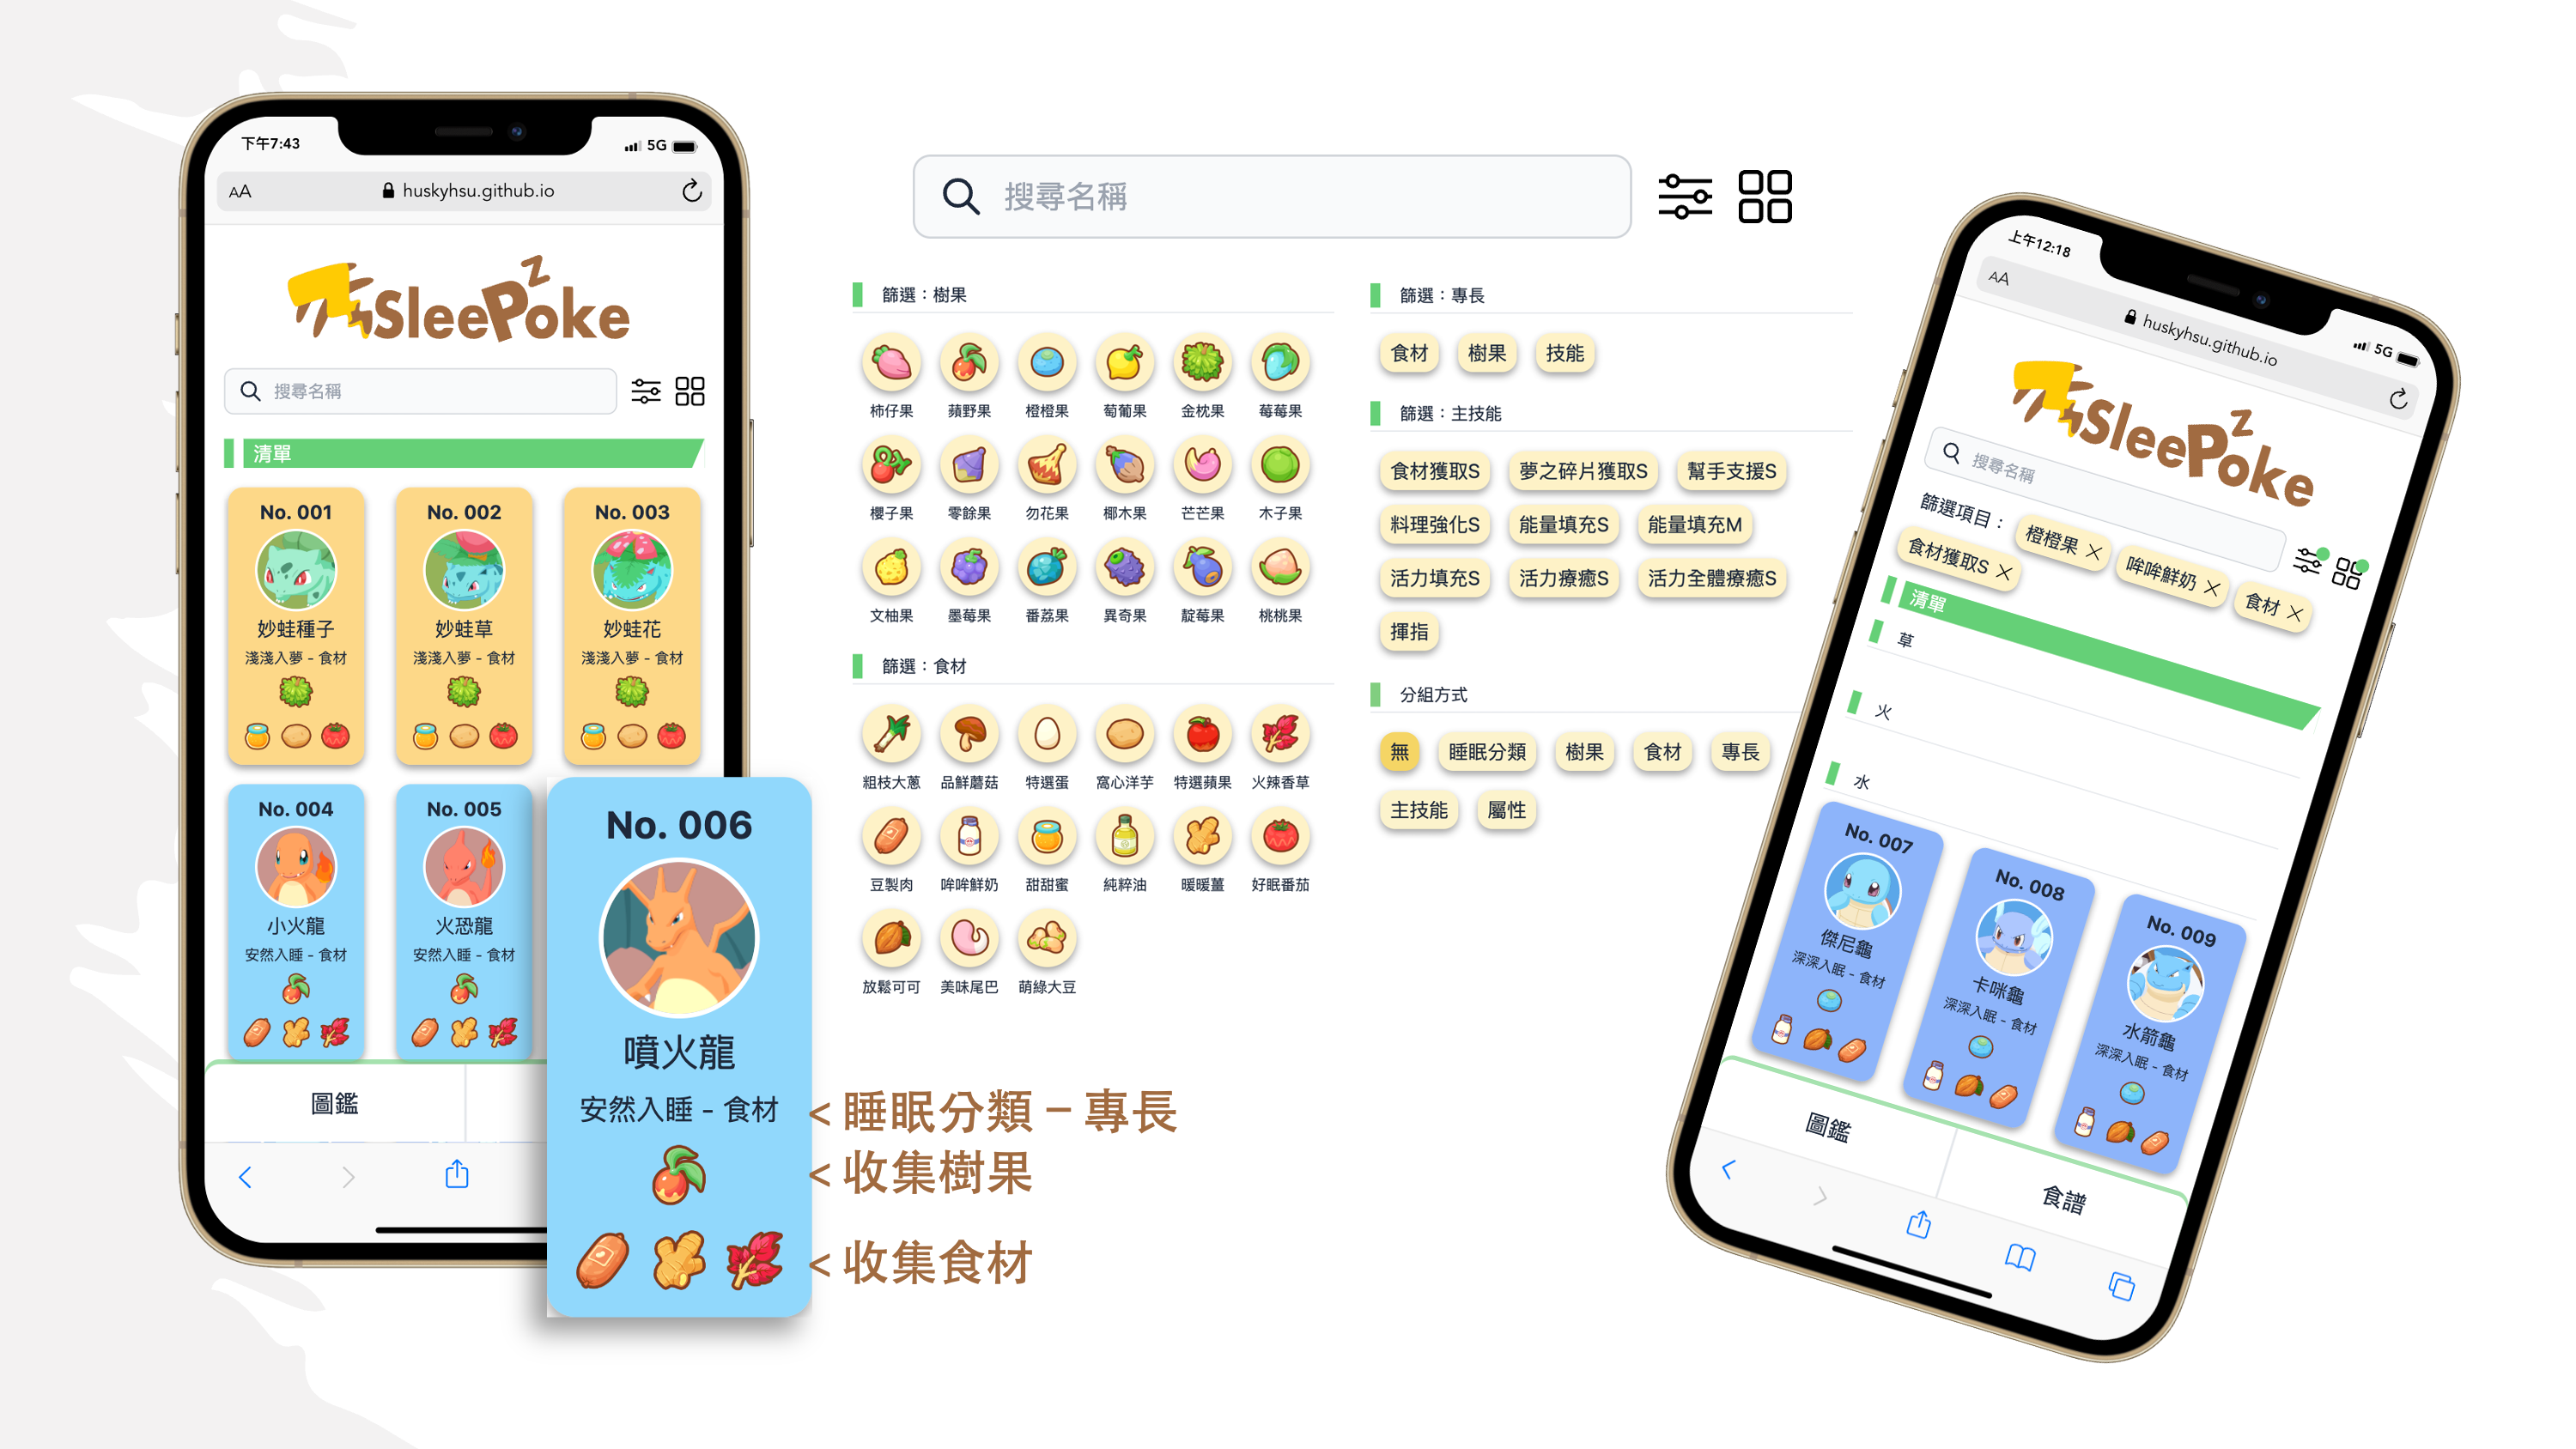 下午7:43
5G
AA
huskyhsu.github.io
SleePoke
z
搜尋名稱
清單
No. 001
No. 002
No. 003
妙蛙種子
妙蛙草
妙蛙花
淺淺入夢 - 食材
淺淺入夢 - 食材
淺淺入夢 - 食材
No. 004
No. 005
小火龍
火恐龍
安然入睡 - 食材
安然入睡 - 食材
圖鑑
No. 006
噴火龍
安然入睡 - 食材
< 睡眠分類 – 專長
< 收集樹果
< 收集食材
搜尋名稱
篩選：樹果
柿仔果 蘋野果 橙橙果 萄葡果 金枕果 莓莓果
櫻子果 零餘果 勿花果 椰木果 芒芒果 木子果
文柚果 墨莓果 番荔果 異奇果 靛莓果 桃桃果
篩選：食材
粗枝大蔥 品鮮蘑菇 特選蛋 窩心洋芋 特選蘋果 火辣香草
豆製肉 哞哞鮮奶 甜甜蜜 純粹油 暖暖薑 好眠番茄
放鬆可可 美味尾巴 萌綠大豆
篩選：專長
食材 樹果 技能
篩選：主技能
食材獲取S 夢之碎片獲取S 幫手支援S
料理強化S 能量填充S 能量填充M
活力填充S 活力療癒S 活力全體療癒S
揮指
分組方式
無 睡眠分類 樹果 食材 專長
主技能 屬性
上午12:18
5G
AA
huskyhsu.github.io
SleePoke
z
搜尋名稱
篩選項目：
橙橙果 ×
哞哞鮮奶 ×
食材 ×
食材獲取S ×
清單
草
火
水
No. 007
No. 008
No. 009
傑尼龜
卡咪龜
水箭龜
深深入眠 - 食材
深深入眠 - 食材
深深入眠 - 食材
圖鑑
食譜